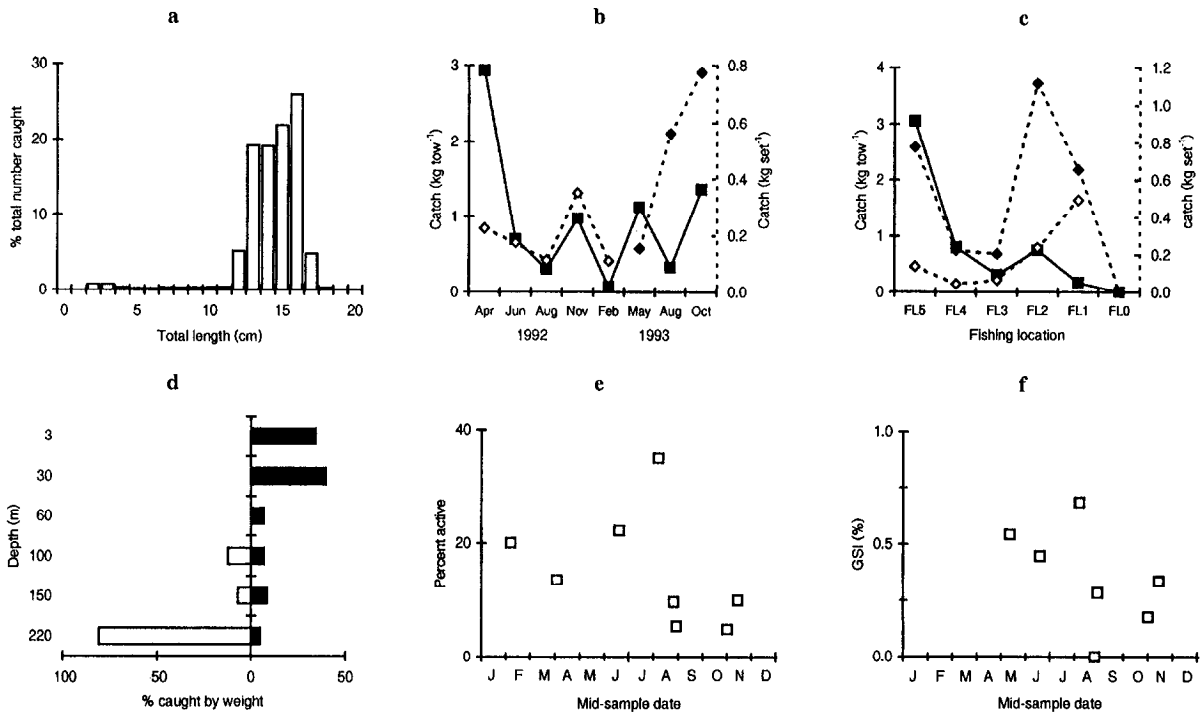 a
30
20
10
0
% total number caught
0 5 10 15 20
Total length (cm)
b
3
2
1
0
Catch (kg tow⁻¹)
0.8
0.6
0.4
0.2
0.0
Catch (kg set⁻¹)
Apr Jun Aug Nov Feb May Aug Oct
1992 1993
c
4
3
2
1
0
Catch (kg tow⁻¹)
1.2
1.0
0.8
0.6
0.4
0.2
0.0
catch (kg set⁻¹)
FL5 FL4 FL3 FL2 FL1 FL0
Fishing location
d
3
30
60
100
150
220
Depth (m)
100 50 0 50
% caught by weight
e
40
20
0
Percent active
J F M A M J J A S O N D
Mid-sample date
f
1.0
0.5
0.0
GSI (%)
J F M A M J J A S O N D
Mid-sample date